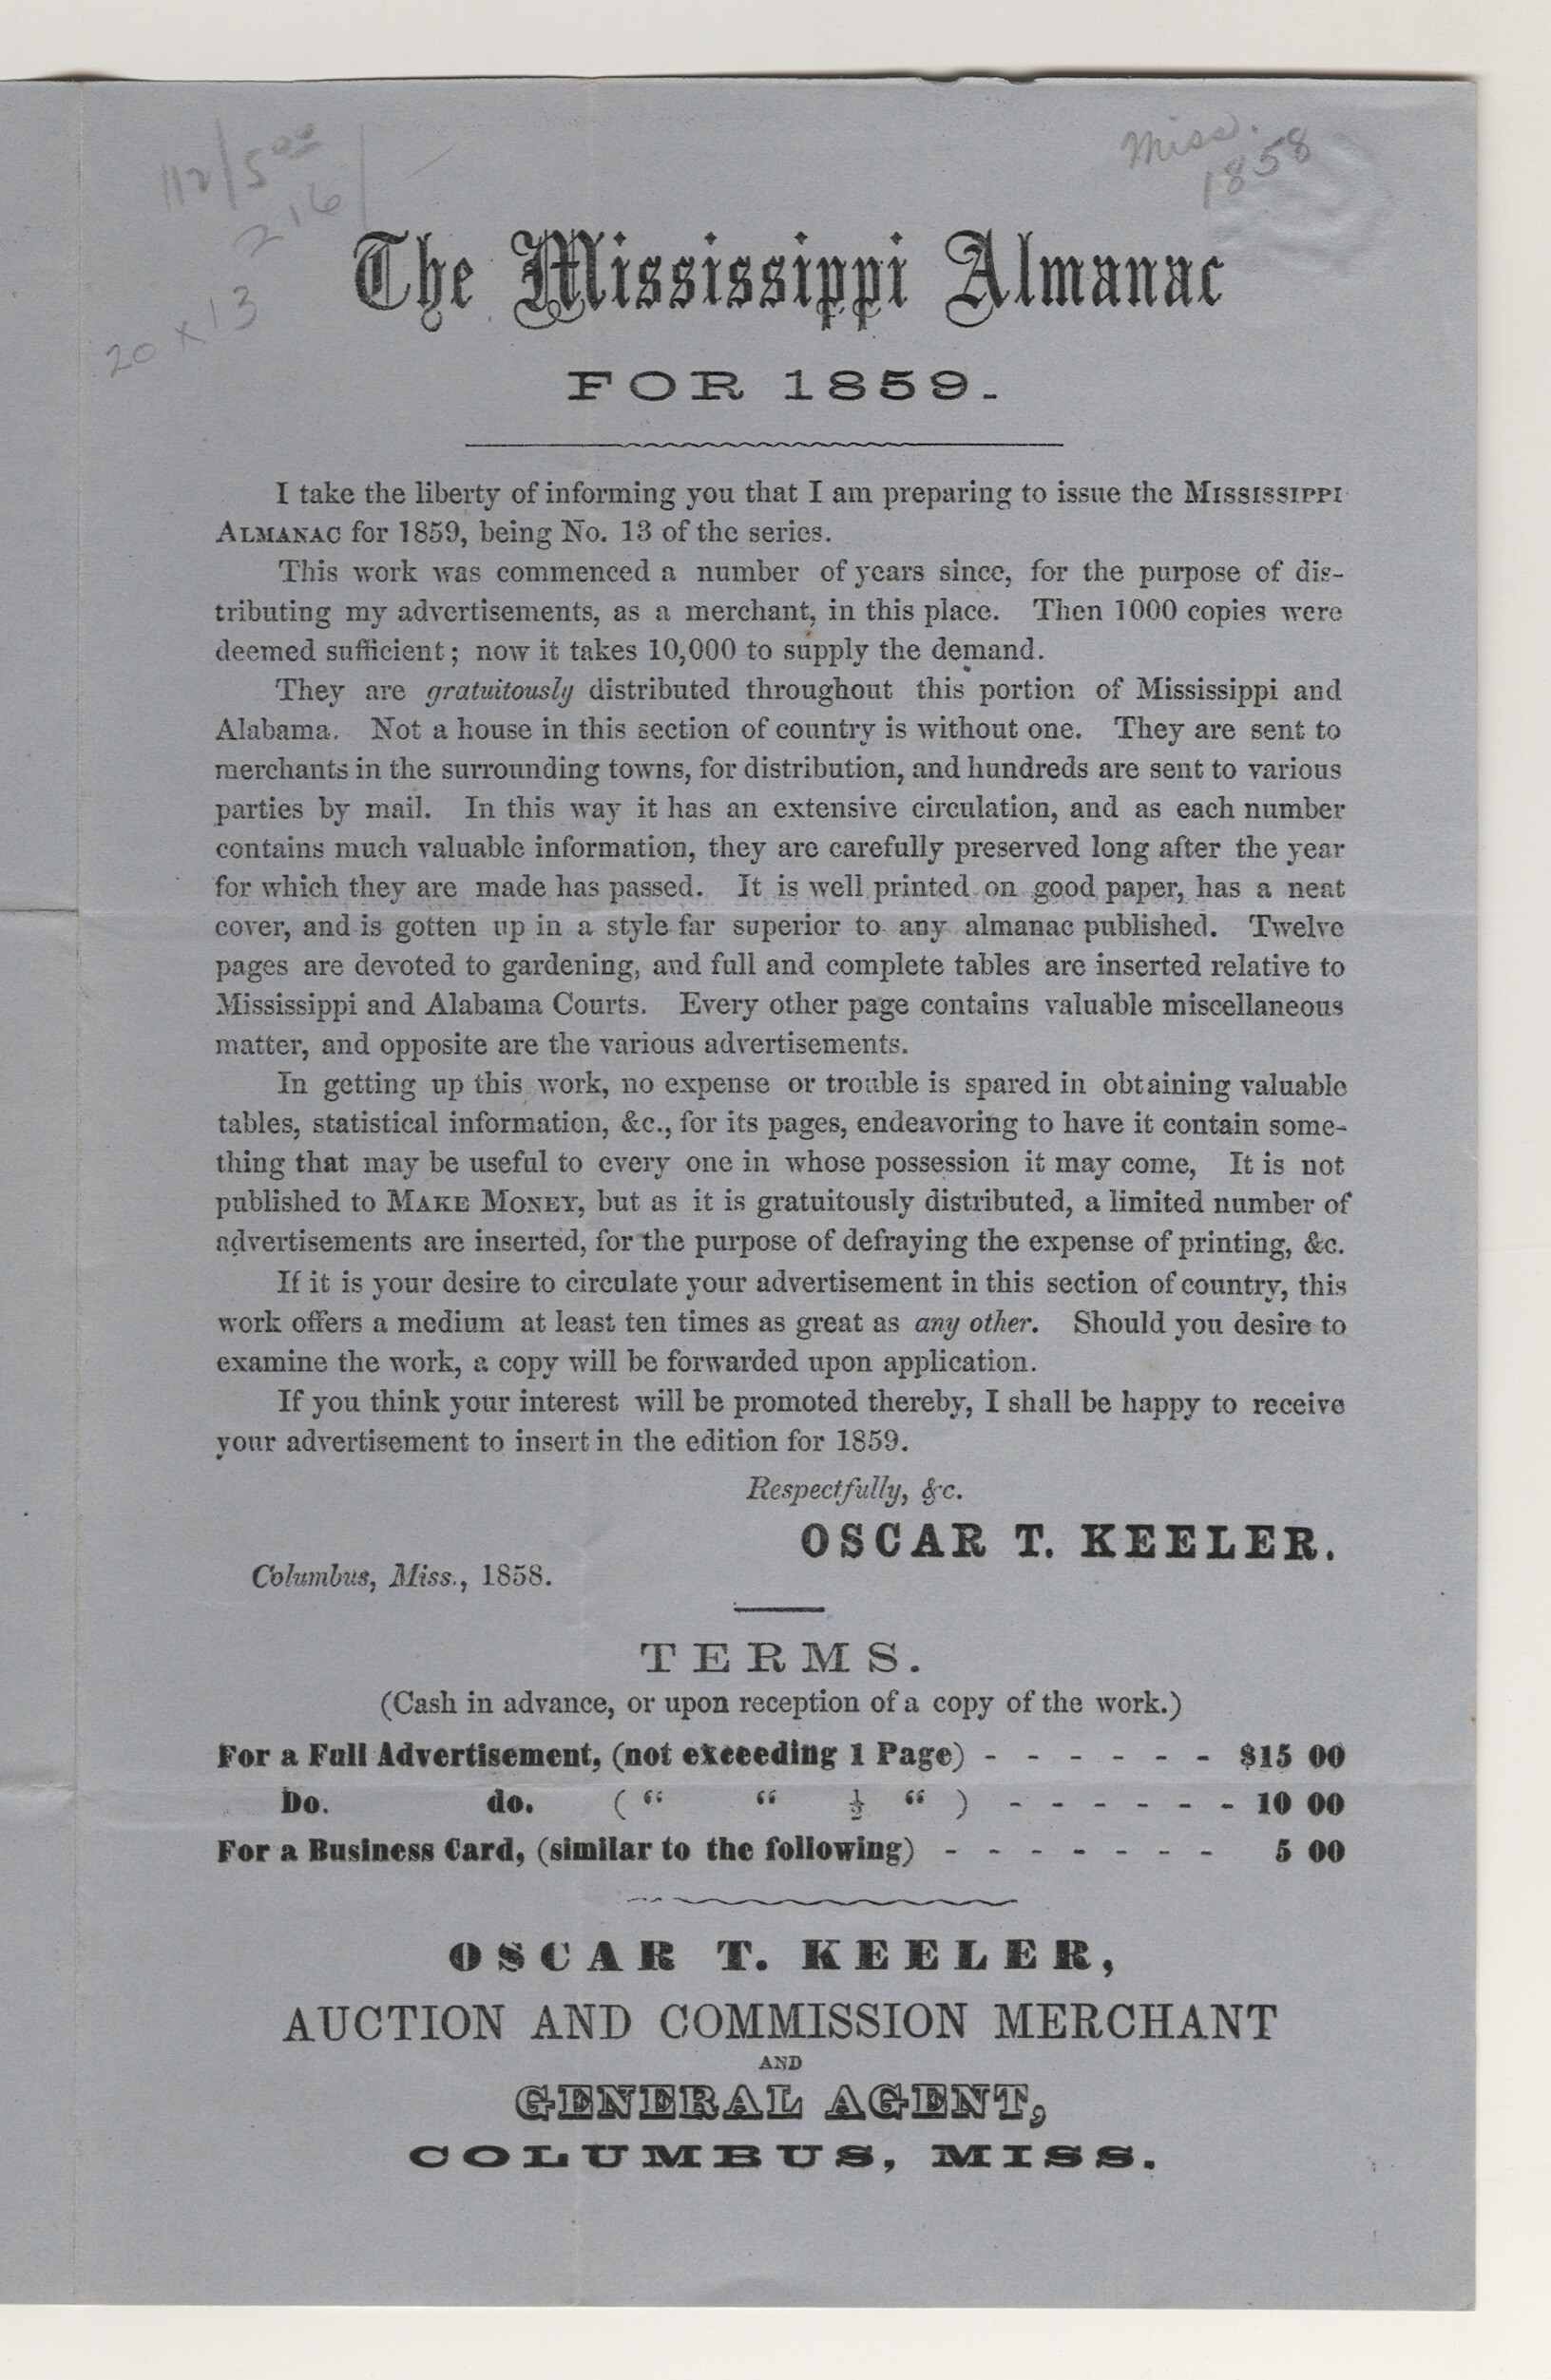 112/5⁰⁰
216
20 x 13
Miss.
1858
The Mississippi Almanac
FOR 1859.
I take the liberty of informing you that I am preparing to issue the MISSISSIPPI
ALMANAC for 1859, being No. 13 of the series.
This work was commenced a number of years since, for the purpose of dis-
tributing my advertisements, as a merchant, in this place. Then 1000 copies were
deemed sufficient; now it takes 10,000 to supply the demand.
They are gratuitously distributed throughout this portion of Mississippi and
Alabama. Not a house in this section of country is without one. They are sent to
merchants in the surrounding towns, for distribution, and hundreds are sent to various
parties by mail. In this way it has an extensive circulation, and as each number
contains much valuable information, they are carefully preserved long after the year
for which they are made has passed. It is well printed on good paper, has a neat
cover, and is gotten up in a style far superior to any almanac published. Twelve
pages are devoted to gardening, and full and complete tables are inserted relative to
Mississippi and Alabama Courts. Every other page contains valuable miscellaneous
matter, and opposite are the various advertisements.
In getting up this work, no expense or trouble is spared in obtaining valuable
tables, statistical information, &c., for its pages, endeavoring to have it contain some-
thing that may be useful to every one in whose possession it may come, It is not
published to MAKE MONEY, but as it is gratuitously distributed, a limited number of
advertisements are inserted, for the purpose of defraying the expense of printing, &c.
If it is your desire to circulate your advertisement in this section of country, this
work offers a medium at least ten times as great as any other. Should you desire to
examine the work, a copy will be forwarded upon application.
If you think your interest will be promoted thereby, I shall be happy to receive
your advertisement to insert in the edition for 1859.
Respectfully, &c.
OSCAR T. KEELER.
Columbus, Miss., 1858.
TERMS.
(Cash in advance, or upon reception of a copy of the work.)
For a Full Advertisement, (not exceeding 1 Page) - - - - - - $15 00
Do. do. (“ “ ½ “ ) - - - - - - 10 00
For a Business Card, (similar to the following) - - - - - - - 5 00
OSCAR T. KEELER,
AUCTION AND COMMISSION MERCHANT
AND
GENERAL AGENT,
COLUMBUS, MISS.